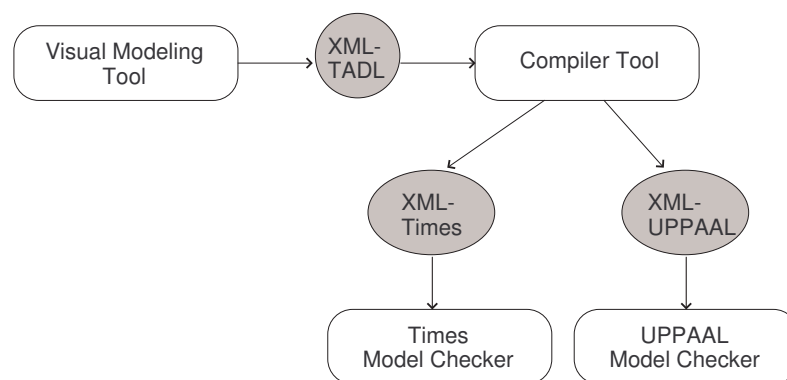 Visual Modeling
Tool
XML-
TADL
Compiler Tool
XML-
Times
XML-
UPPAAL
Times
Model Checker
UPPAAL
Model Checker